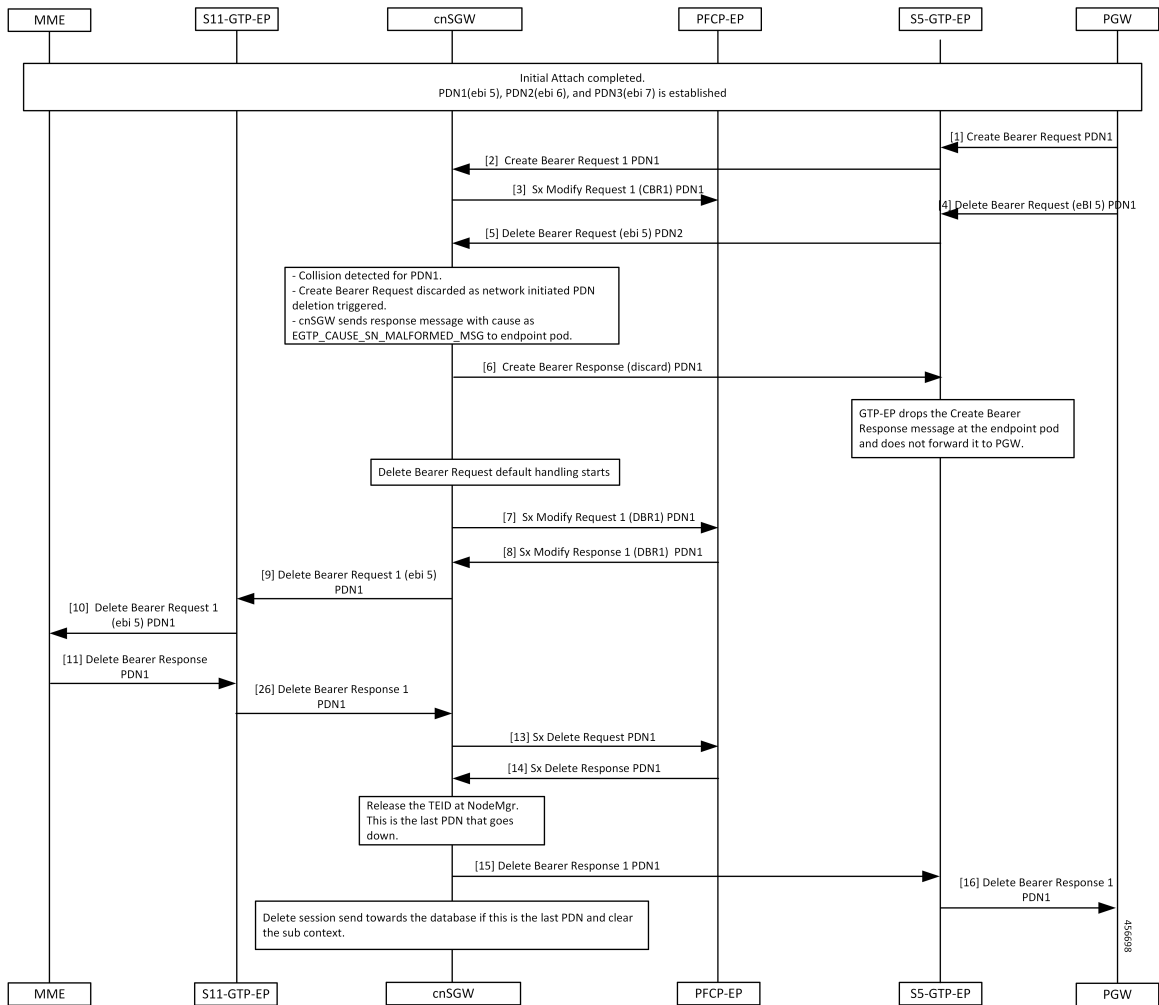 MME
S11-GTP-EP
cnSGW
PFCP-EP
S5-GTP-EP
PGW
Initial Attach completed.
PDN1(ebi 5), PDN2(ebi 6), and PDN3(ebi 7) is established
[1] Create Bearer Request PDN1
[2] Create Bearer Request 1 PDN1
[3] Sx Modify Request 1 (CBR1) PDN1
[4] Delete Bearer Request (eBI 5) PDN1
[5] Delete Bearer Request (ebi 5) PDN2
- Collision detected for PDN1.
- Create Bearer Request discarded as network initiated PDN
deletion triggered.
- cnSGW sends response message with cause as
EGTP_CAUSE_SN_MALFORMED_MSG to endpoint pod.
[6] Create Bearer Response (discard) PDN1
GTP-EP drops the Create Bearer
Response message at the endpoint pod
and does not forward it to PGW.
Delete Bearer Request default handling starts
[7] Sx Modify Request 1 (DBR1) PDN1
[8] Sx Modify Response 1 (DBR1) PDN1
[9] Delete Bearer Request 1 (ebi 5)
PDN1
[10] Delete Bearer Request 1
(ebi 5) PDN1
[11] Delete Bearer Response
PDN1
[26] Delete Bearer Response 1
PDN1
[13] Sx Delete Request PDN1
[14] Sx Delete Response PDN1
Release the TEID at NodeMgr.
This is the last PDN that goes
down.
[15] Delete Bearer Response 1 PDN1
[16] Delete Bearer Response 1
PDN1
Delete session send towards the database if this is the last PDN and clear
the sub context.
456698
MME
S11-GTP-EP
cnSGW
PFCP-EP
S5-GTP-EP
PGW